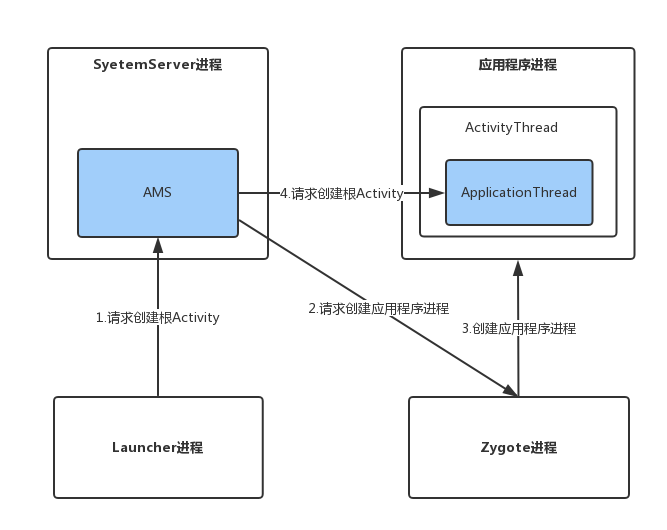 SyetemServer进程
应用程序进程
ActivityThread
AMS
4.请求创建根Activity
ApplicationThread
2.请求创建应用程序进程
1.请求创建根Activity
3.创建应用程序进程
Launcher进程
Zygote进程